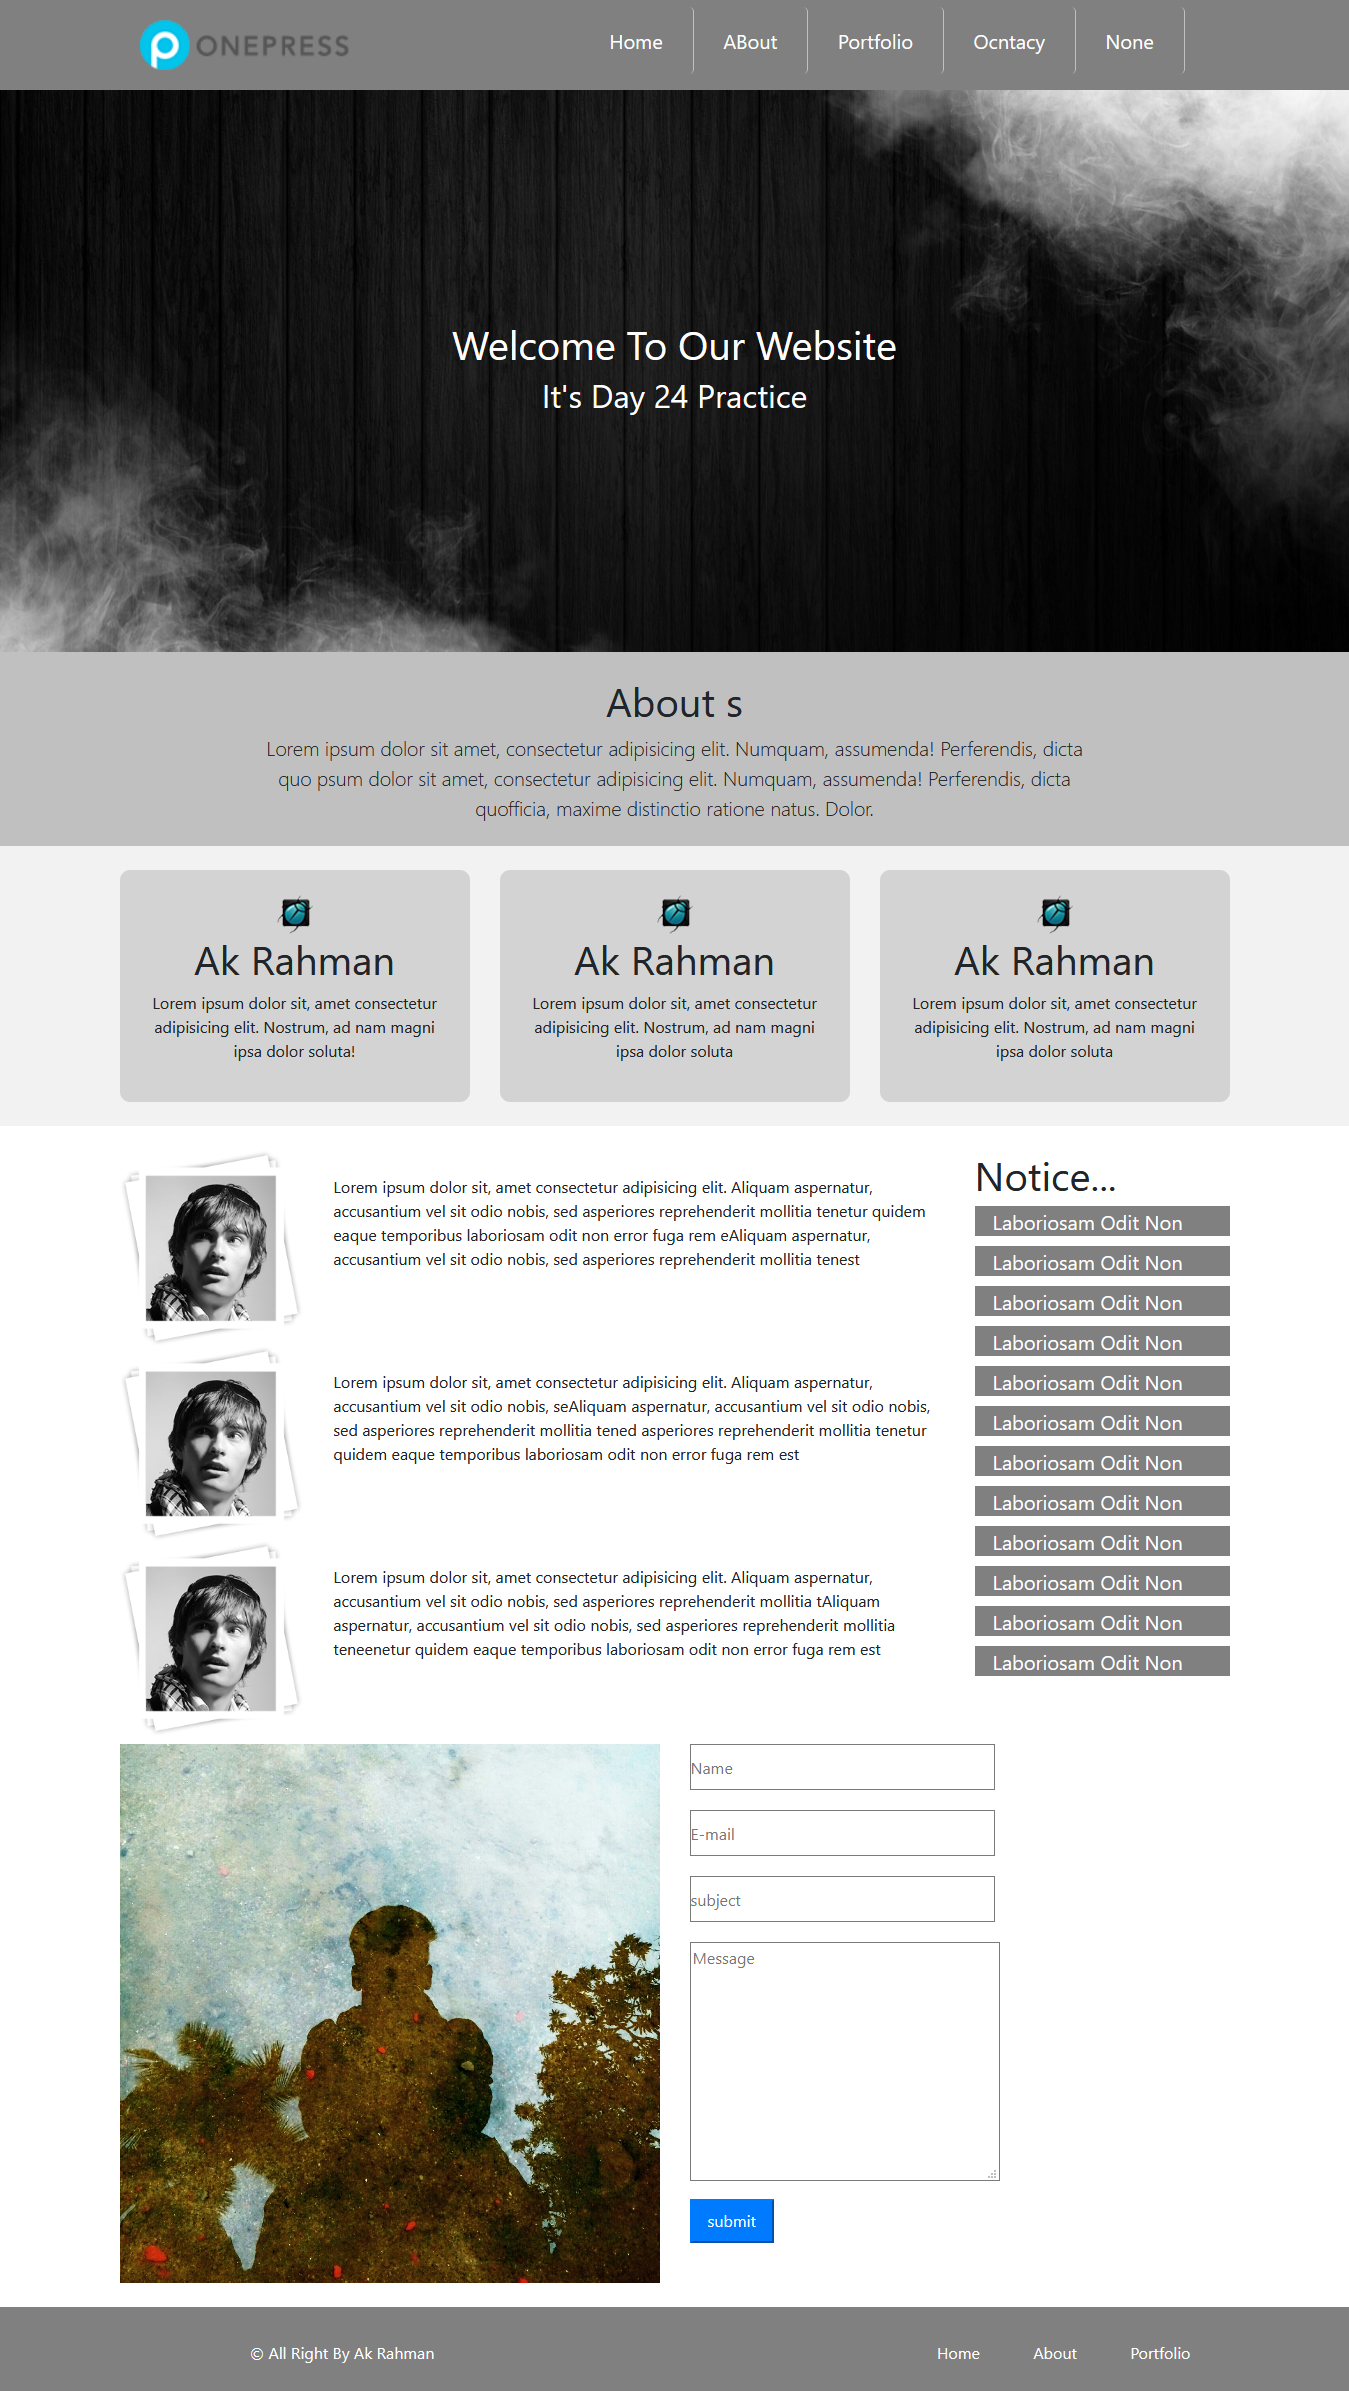 ONEPRESS
Home ABout Portfolio Ocntacy None
Welcome To Our Website
It's Day 24 Practice
About s
Lorem ipsum dolor sit amet, consectetur adipisicing elit. Numquam, assumenda! Perferendis, dicta
quo psum dolor sit amet, consectetur adipisicing elit. Numquam, assumenda! Perferendis, dicta
quofficia, maxime distinctio ratione natus. Dolor.
Ak Rahman
Lorem ipsum dolor sit, amet consectetur
adipisicing elit. Nostrum, ad nam magni
ipsa dolor soluta!
Ak Rahman
Lorem ipsum dolor sit, amet consectetur
adipisicing elit. Nostrum, ad nam magni
ipsa dolor soluta
Ak Rahman
Lorem ipsum dolor sit, amet consectetur
adipisicing elit. Nostrum, ad nam magni
ipsa dolor soluta
Lorem ipsum dolor sit, amet consectetur adipisicing elit. Aliquam aspernatur,
accusantium vel sit odio nobis, sed asperiores reprehenderit mollitia tenetur quidem
eaque temporibus laboriosam odit non error fuga rem eAliquam aspernatur,
accusantium vel sit odio nobis, sed asperiores reprehenderit mollitia tenest
Lorem ipsum dolor sit, amet consectetur adipisicing elit. Aliquam aspernatur,
accusantium vel sit odio nobis, seAliquam aspernatur, accusantium vel sit odio nobis,
sed asperiores reprehenderit mollitia tened asperiores reprehenderit mollitia tenetur
quidem eaque temporibus laboriosam odit non error fuga rem est
Lorem ipsum dolor sit, amet consectetur adipisicing elit. Aliquam aspernatur,
accusantium vel sit odio nobis, sed asperiores reprehenderit mollitia tAliquam
aspernatur, accusantium vel sit odio nobis, sed asperiores reprehenderit mollitia
teneenetur quidem eaque temporibus laboriosam odit non error fuga rem est
Notice...
Laboriosam Odit Non
Laboriosam Odit Non
Laboriosam Odit Non
Laboriosam Odit Non
Laboriosam Odit Non
Laboriosam Odit Non
Laboriosam Odit Non
Laboriosam Odit Non
Laboriosam Odit Non
Laboriosam Odit Non
Laboriosam Odit Non
Laboriosam Odit Non
Name
E-mail
subject
Message
submit
© All Right By Ak Rahman Home About Portfolio